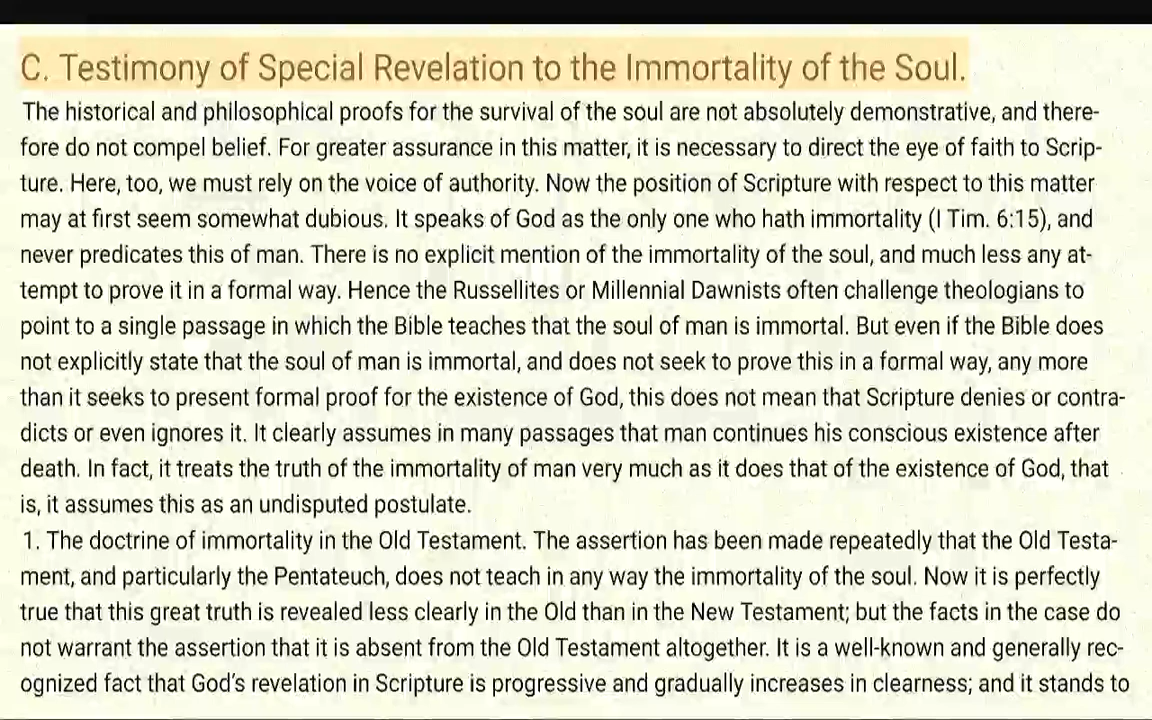 C. Testimony of Special Revelation to the Immortality of the Soul.
The historical and philosophical proofs for the survival of the soul are not absolutely demonstrative, and there-
fore do not compel belief. For greater assurance in this matter, it is necessary to direct the eye of faith to Scrip-
ture. Here, too, we must rely on the voice of authority. Now the position of Scripture with respect to this matter
may at first seem somewhat dubious. It speaks of God as the only one who hath immortality (I Tim. 6:15), and
never predicates this of man. There is no explicit mention of the immortality of the soul, and much less any at-
tempt to prove it in a formal way. Hence the Russellites or Millennial Dawnists often challenge theologians to
point to a single passage in which the Bible teaches that the soul of man is immortal. But even if the Bible does
not explicitly state that the soul of man is immortal, and does not seek to prove this in a formal way, any more
than it seeks to present formal proof for the existence of God, this does not mean that Scripture denies or contra-
dicts or even ignores it. It clearly assumes in many passages that man continues his conscious existence after
death. In fact, it treats the truth of the immortality of man very much as it does that of the existence of God, that
is, it assumes this as an undisputed postulate.
1. The doctrine of immortality in the Old Testament. The assertion has been made repeatedly that the Old Testa-
ment, and particularly the Pentateuch, does not teach in any way the immortality of the soul. Now it is perfectly
true that this great truth is revealed less clearly in the Old than in the New Testament; but the facts in the case do
not warrant the assertion that it is absent from the Old Testament altogether. It is a well-known and generally rec-
ognized fact that God's revelation in Scripture is progressive and gradually increases in clearness; and it stands to